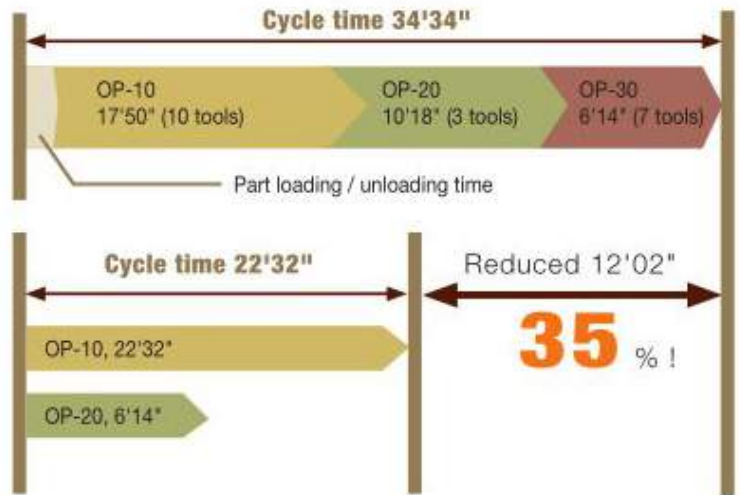 Cycle time 34'34"
OP-10
17'50" (10 tools)
OP-20
10'18" (3 tools)
OP-30
6'14" (7 tools)
Part loading / unloading time
Cycle time 22'32"
Reduced 12'02"
35 % !
OP-10, 22'32"
OP-20, 6'14"